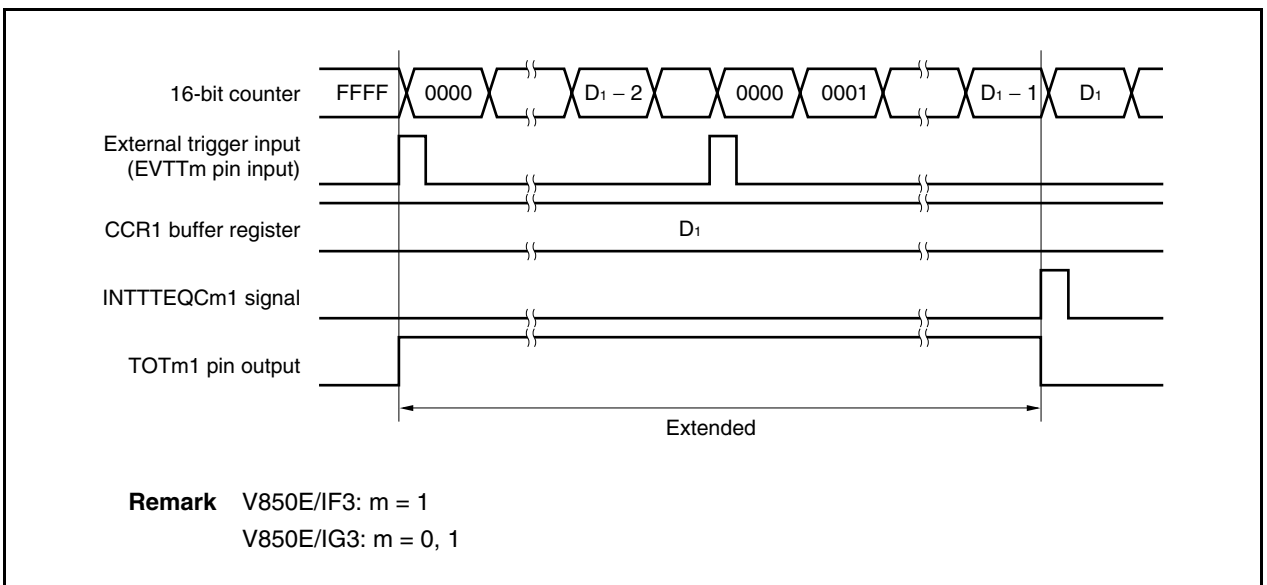 16-bit counter FFFF 0000 D1 − 2 0000 0001 D1 − 1 D1
External trigger input
(EVTTm pin input)
CCR1 buffer register D1
INTTTEQCm1 signal
TOTm1 pin output
Extended
Remark V850E/IF3: m = 1
V850E/IG3: m = 0, 1